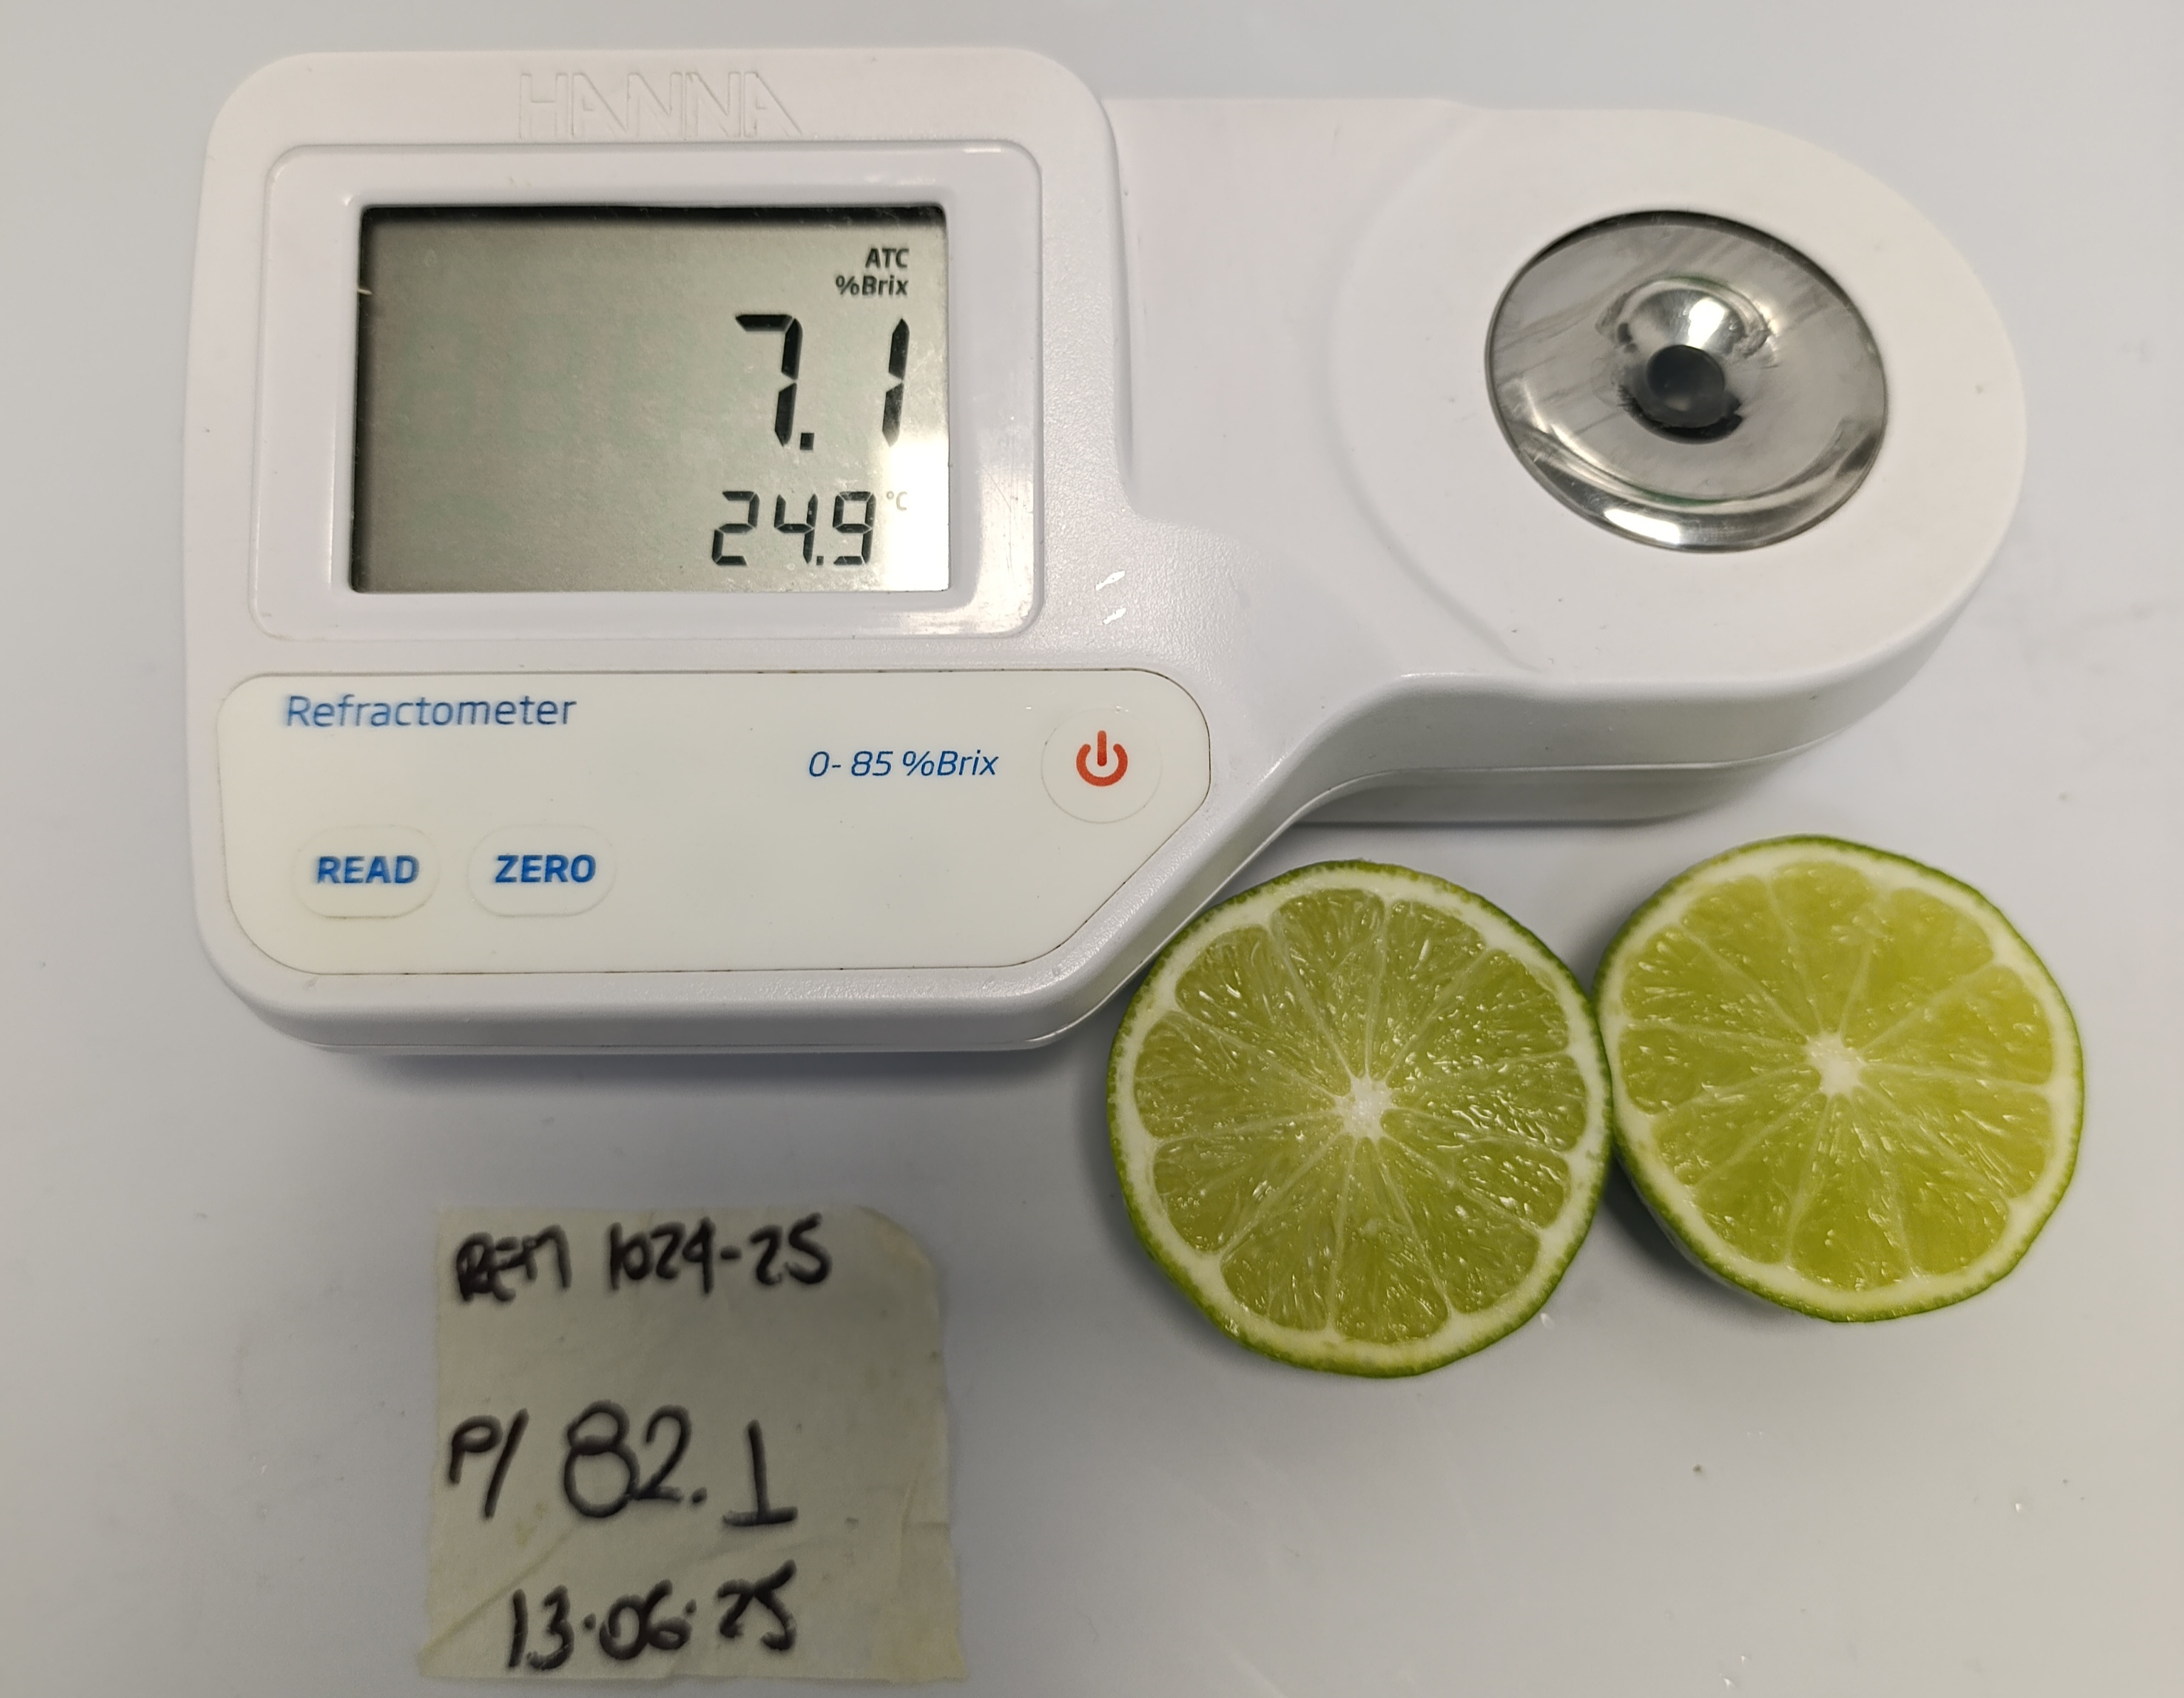 HANNA
ATC
%Brix
7.1
24.9 °C
Refractometer
0-85 %Brix
READ ZERO
REM 1024-25
P/ 82.1
13.06.25